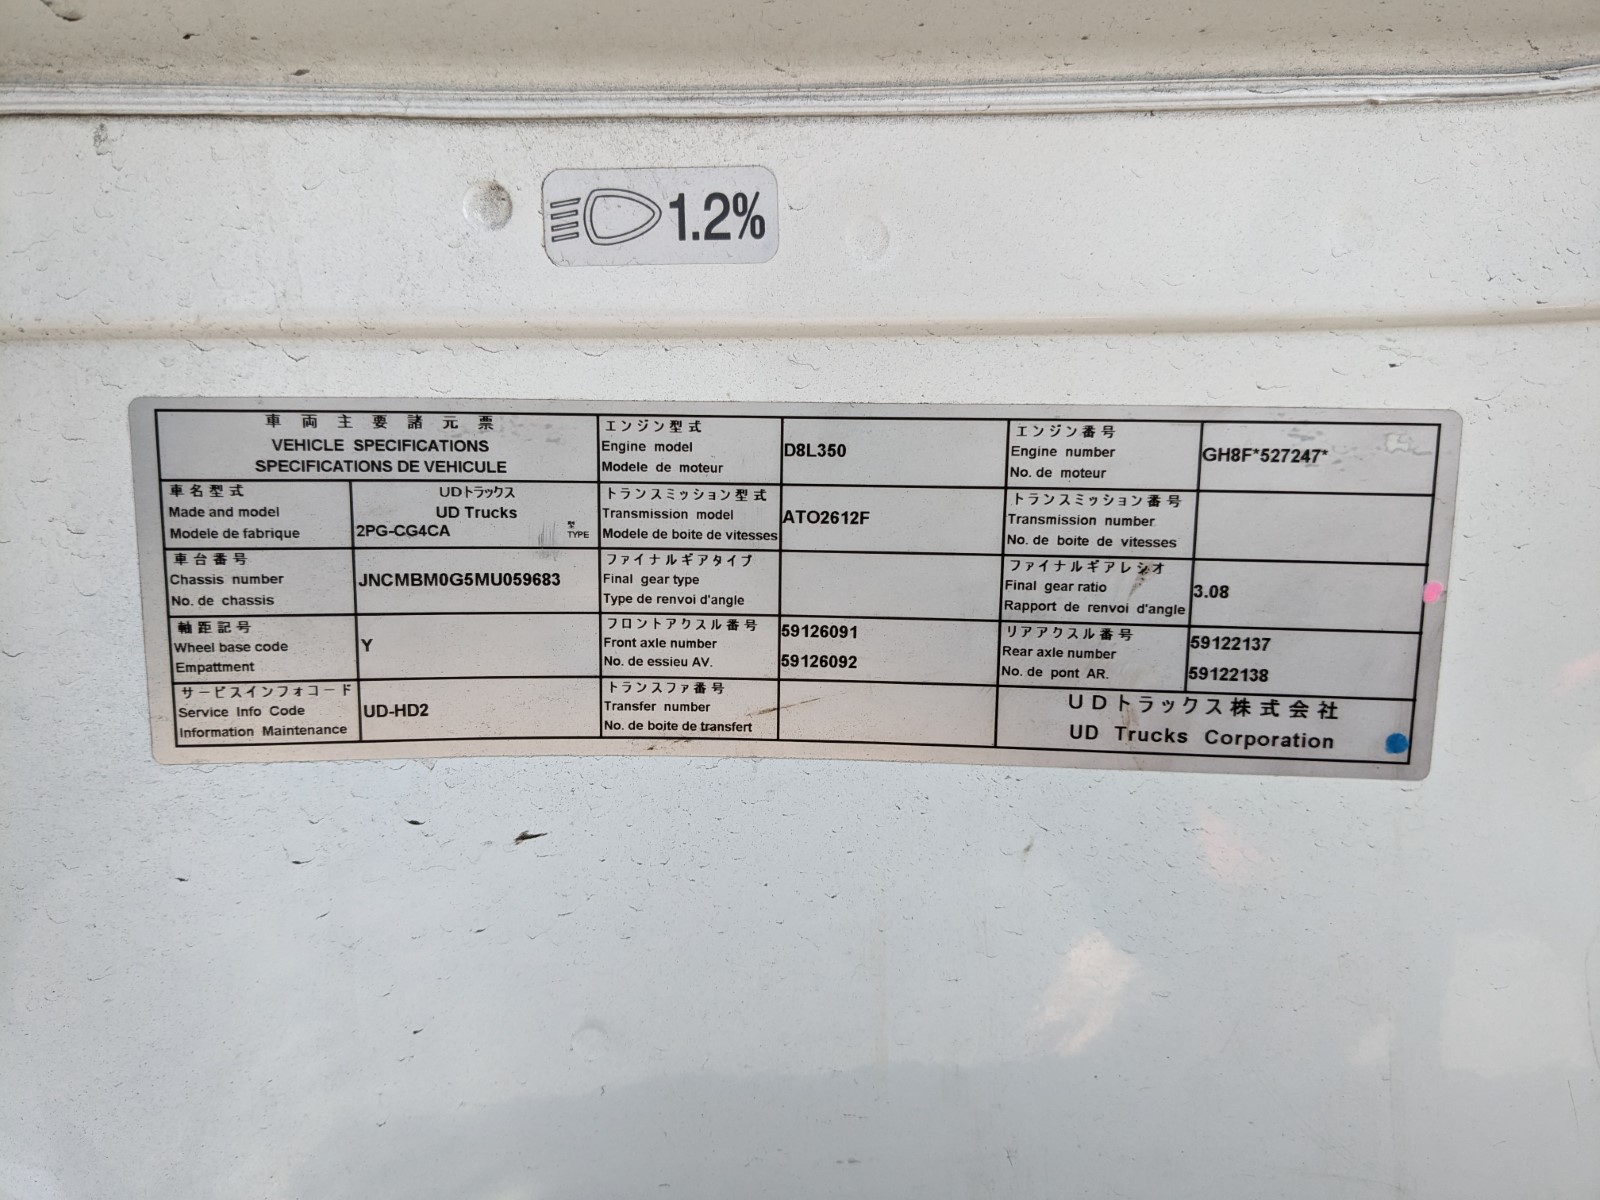 1.2%
車両主要諸元票
VEHICLE SPECIFICATIONS
SPECIFICATIONS DE VEHICULE
エンジン型式
Engine model
Modele de moteur
D8L350
エンジン番号
Engine number
No. de moteur
GH8F*527247*
車名型式
Made and model
Modele de fabrique
UDトラックス
UD Trucks
2PG-CG4CA
型
TYPE
トランスミッション型式
Transmission model
Modele de boite de vitesses
ATO2612F
トランスミッション番号
Transmission number
No. de boite de vitesses
車台番号
Chassis number
No. de chassis
JNCMBM0G5MU059683
ファイナルギアタイプ
Final gear type
Type de renvoi d'angle
ファイナルギアレシオ
Final gear ratio
Rapport de renvoi d'angle
3.08
軸距記号
Wheel base code
Empattment
Y
フロントアクスル番号
Front axle number
No. de essieu AV.
59126091
59126092
リアアクスル番号
Rear axle number
No. de pont AR.
59122137
59122138
サービスインフォコード
Service Info Code
Information Maintenance
UD-HD2
トランスファ番号
Transfer number
No. de boite de transfert
UDトラックス株式会社
UD Trucks Corporation